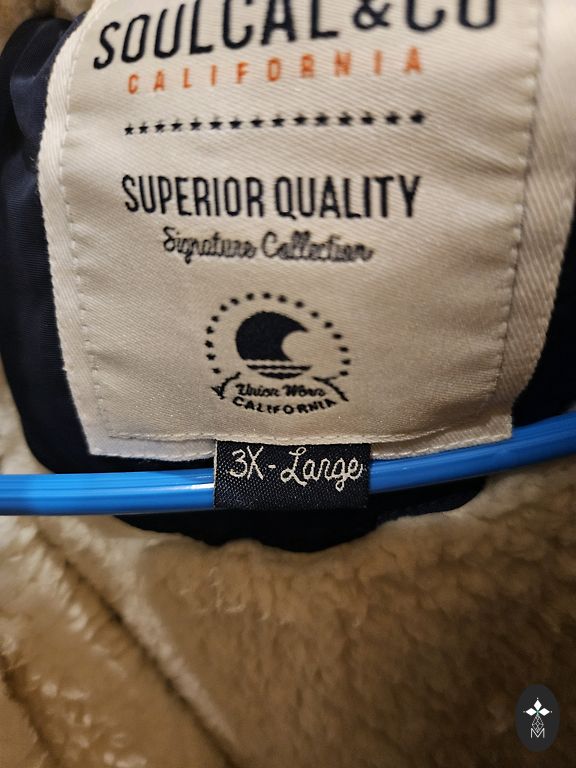 SOULCAL & CO
CALIFORNIA
SUPERIOR QUALITY
Signature Collection
Union Worn
CALIFORNIA
3X-Large
M